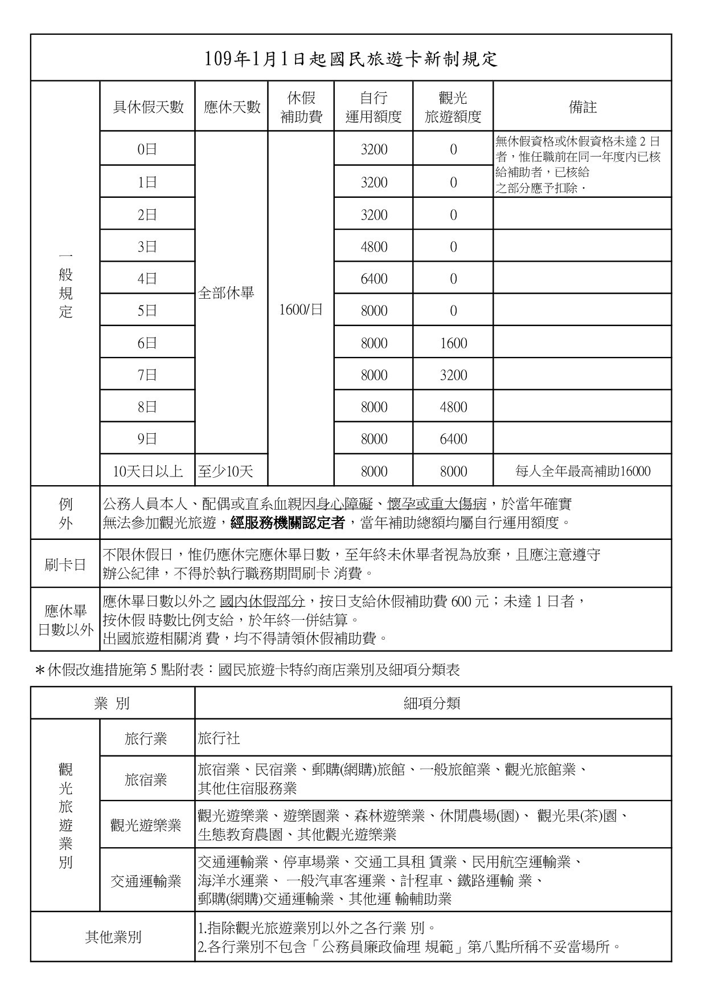 109年1月1日起國民旅遊卡新制規定
一
般
規
定
具休假天數
應休天數
休假
補助費
自行
運用額度
觀光
旅遊額度
備註
0日
3200
0
無休假資格或休假資格未達 2 日
者，惟任職前在同一年度內已核
給補助者，已核給
之部分應予扣除．
1日
3200
0
2日
3200
0
3日
4800
0
4日
6400
0
全部休畢
1600/日
5日
8000
0
6日
8000
1600
7日
8000
3200
8日
8000
4800
9日
8000
6400
10天日以上
至少10天
8000
8000
每人全年最高補助16000
例
外
公務人員本人、配偶或直系血親因身心障礙、懷孕或重大傷病，於當年確實
無法參加觀光旅遊，經服務機關認定者，當年補助總額均屬自行運用額度。
刷卡日
不限休假日，惟仍應休完應休畢日數，至年終未休畢者視為放棄，且應注意遵守
辦公紀律，不得於執行職務期間刷卡 消費。
應休畢
日數以外
應休畢日數以外之 國內休假部分，按日支給休假補助費 600 元；未達 1 日者，
按休假 時數比例支給，於年終一併結算。
出國旅遊相關消 費，均不得請領休假補助費。
＊休假改進措施第 5 點附表：國民旅遊卡特約商店業別及細項分類表
業 別
細項分類
觀
光
旅
遊
業
別
旅行業
旅行社
旅宿業
旅宿業、民宿業、郵購(網購)旅館、一般旅館業、觀光旅館業、
其他住宿服務業
觀光遊樂業
觀光遊樂業、遊樂園業、森林遊樂業、休閒農場(園)、 觀光果(茶)園、
生態教育農園、其他觀光遊樂業
交通運輸業
交通運輸業、停車場業、交通工具租 賃業、民用航空運輸業、
海洋水運業、 一般汽車客運業、計程車、鐵路運輸 業、
郵購(網購)交通運輸業、其他運 輸輔助業
其他業別
1.指除觀光旅遊業別以外之各行業 別。
2.各行業別不包含「公務員廉政倫理 規範」第八點所稱不妥當場所。